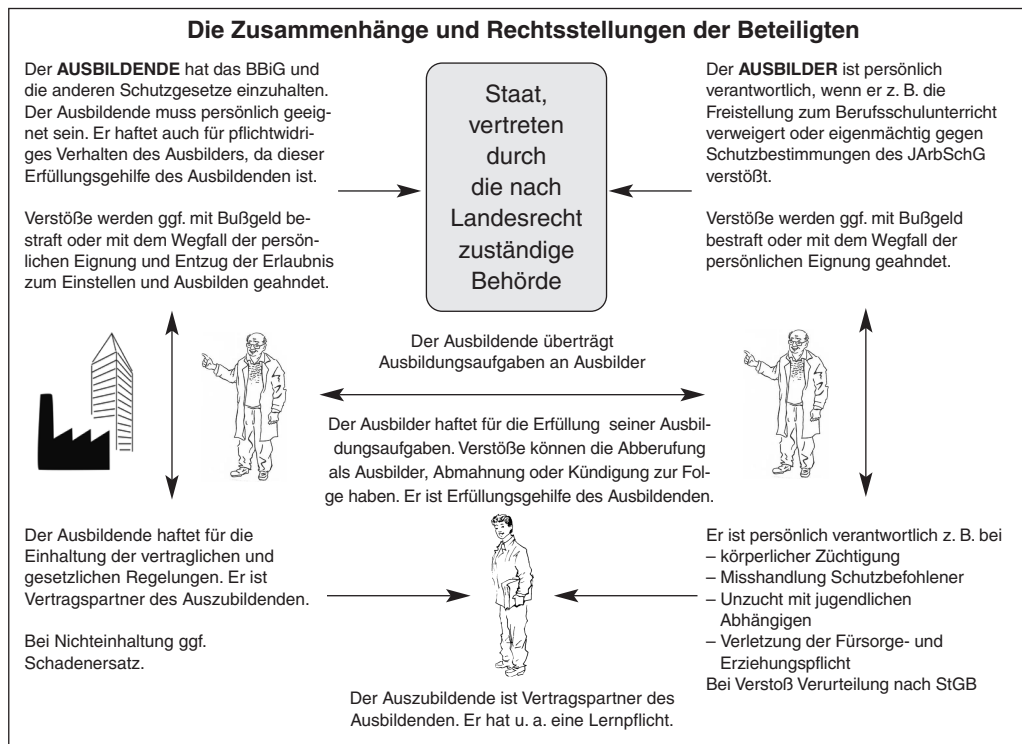 Die Zusammenhänge und Rechtsstellungen der Beteiligten
Der AUSBILDENDE hat das BBiG und
die anderen Schutzgesetze einzuhalten.
Der Ausbildende muss persönlich geeig-
net sein. Er haftet auch für pflichtwidri-
ges Verhalten des Ausbilders, da dieser
Erfüllungsgehilfe des Ausbildenden ist.
Verstöße werden ggf. mit Bußgeld be-
straft oder mit dem Wegfall der persön-
lichen Eignung und Entzug der Erlaubnis
zum Einstellen und Ausbilden geahndet.
Staat,
vertreten
durch
die nach
Landesrecht
zuständige
Behörde
Der AUSBILDER ist persönlich
verantwortlich, wenn er z. B. die
Freistellung zum Berufsschulunterricht
verweigert oder eigenmächtig gegen
Schutzbestimmungen des JArbSchG
verstößt.
Verstöße werden ggf. mit Bußgeld
bestraft oder mit dem Wegfall der
persönlichen Eignung geahndet.
Der Ausbildende überträgt
Ausbildungsaufgaben an Ausbilder
Der Ausbilder haftet für die Erfüllung seiner Ausbil-
dungsaufgaben. Verstöße können die Abberufung
als Ausbilder, Abmahnung oder Kündigung zur Fol-
ge haben. Er ist Erfüllungsgehilfe des Ausbildenden.
Der Ausbildende haftet für die
Einhaltung der vertraglichen und
gesetzlichen Regelungen. Er ist
Vertragspartner des Auszubildenden.
Bei Nichteinhaltung ggf.
Schadenersatz.
Er ist persönlich verantwortlich z. B. bei
– körperlicher Züchtigung
– Misshandlung Schutzbefohlener
– Unzucht mit jugendlichen
Abhängigen
– Verletzung der Fürsorge- und
Erziehungspflicht
Bei Verstoß Verurteilung nach StGB
Der Auszubildende ist Vertragspartner des
Ausbildenden. Er hat u. a. eine Lernpflicht.